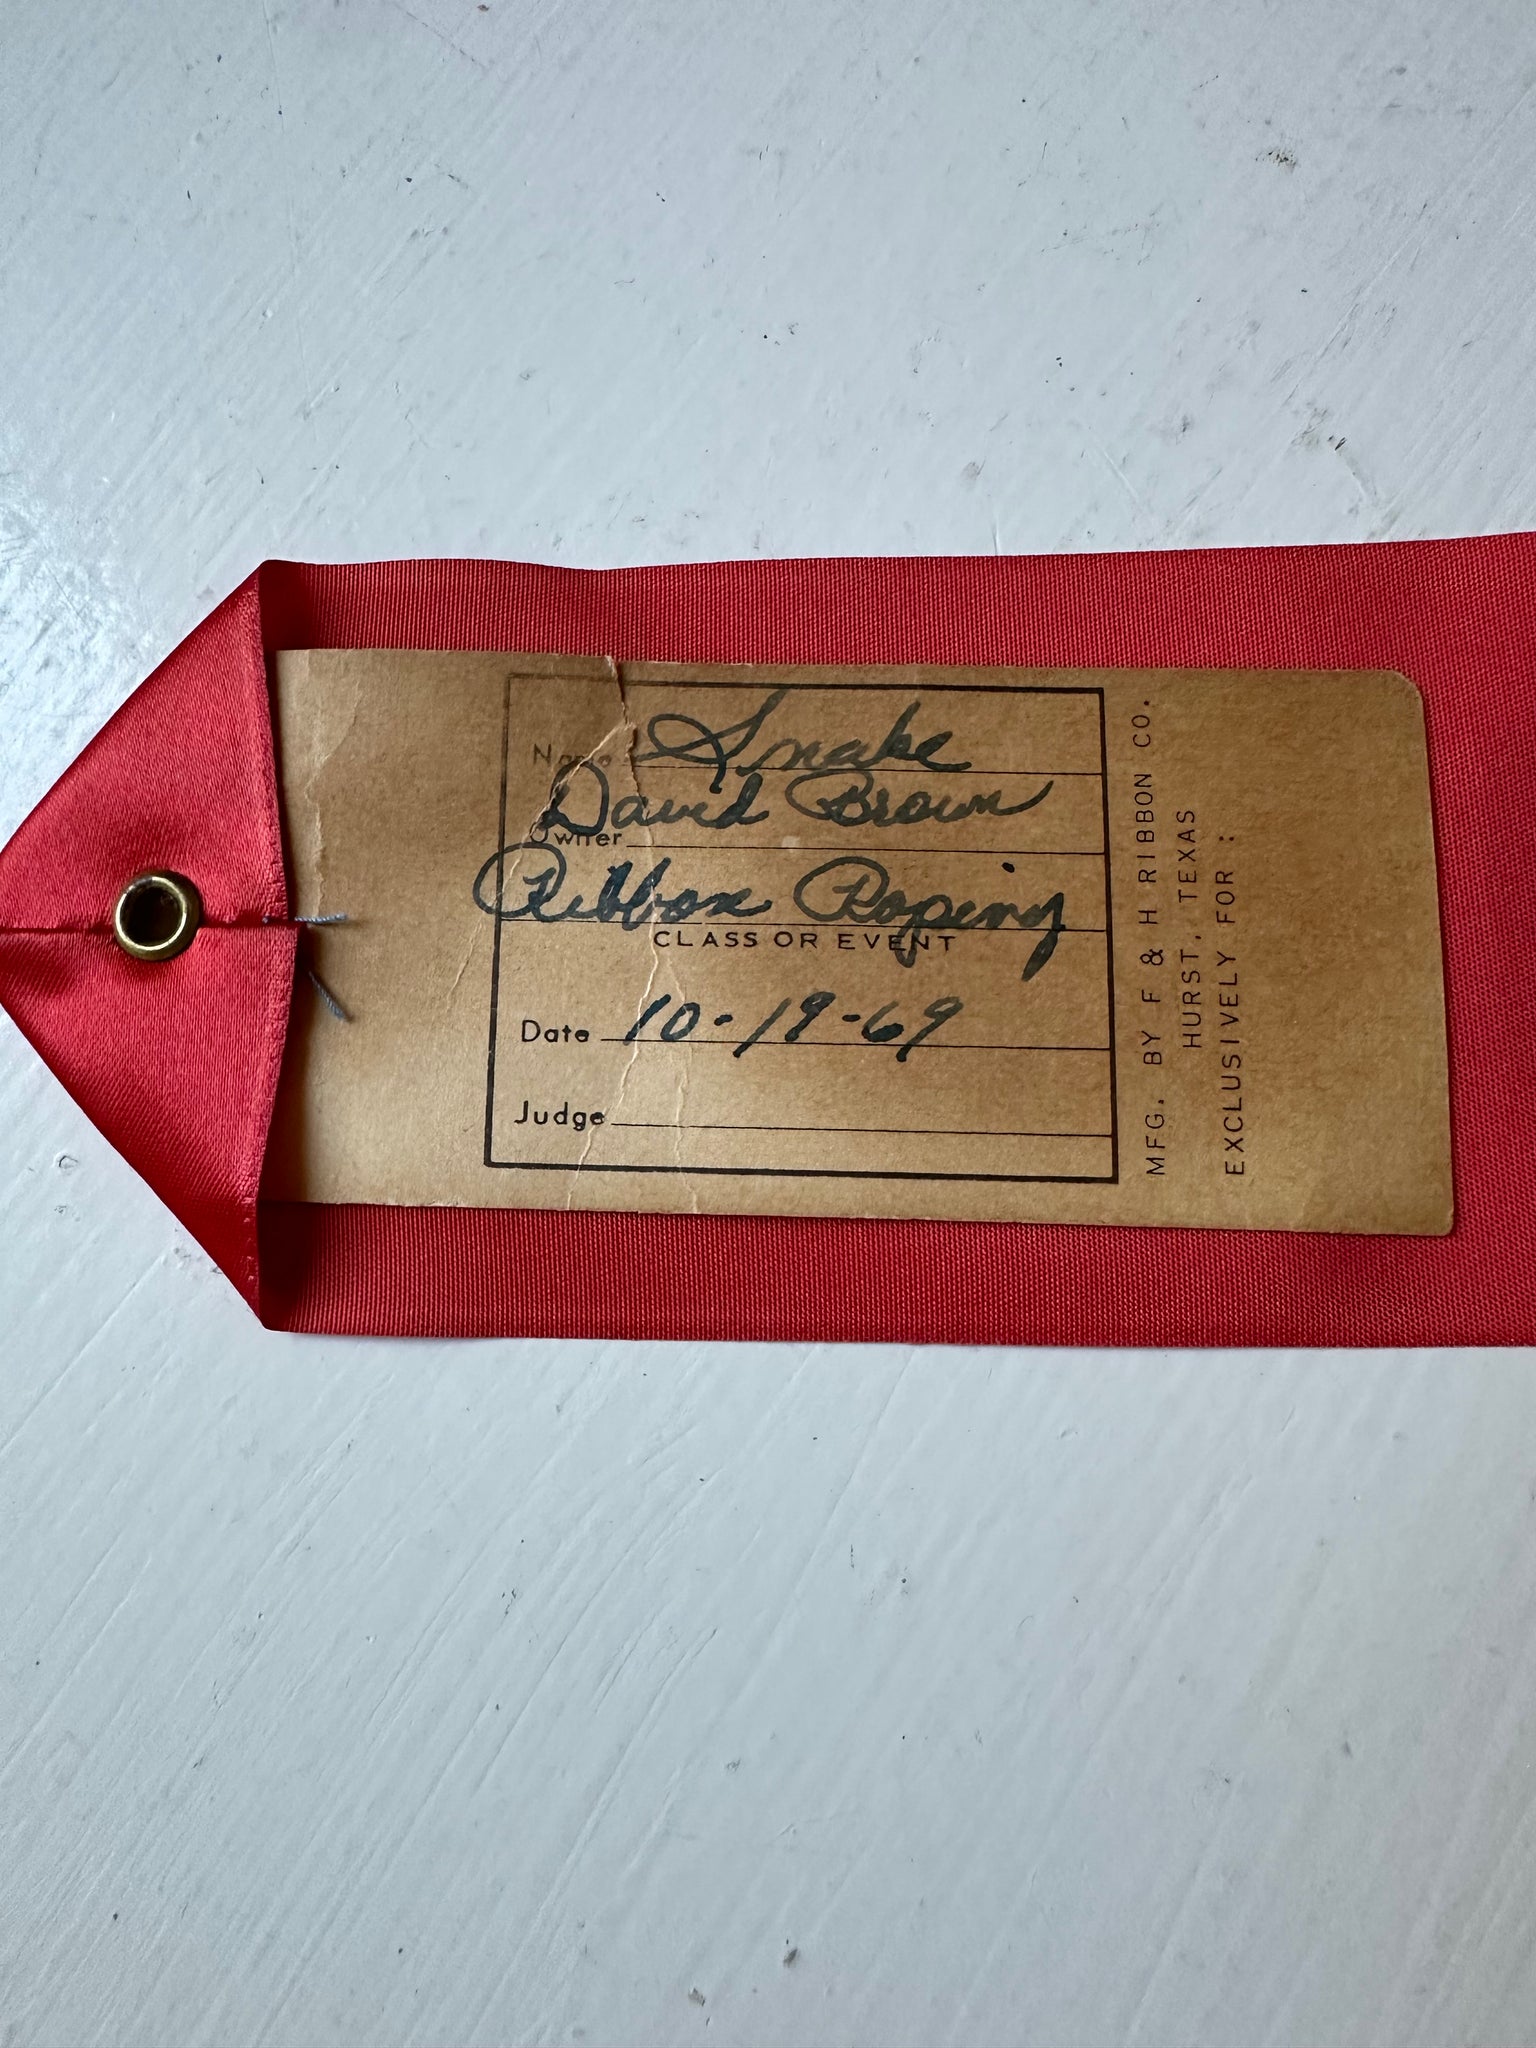 Name Snake
David Brown
Owner
Ribbon Roping
CLASS OR EVENT
Date 10-19-69
Judge
MFG. BY F & H RIBBON CO.
HURST, TEXAS
EXCLUSIVELY FOR :